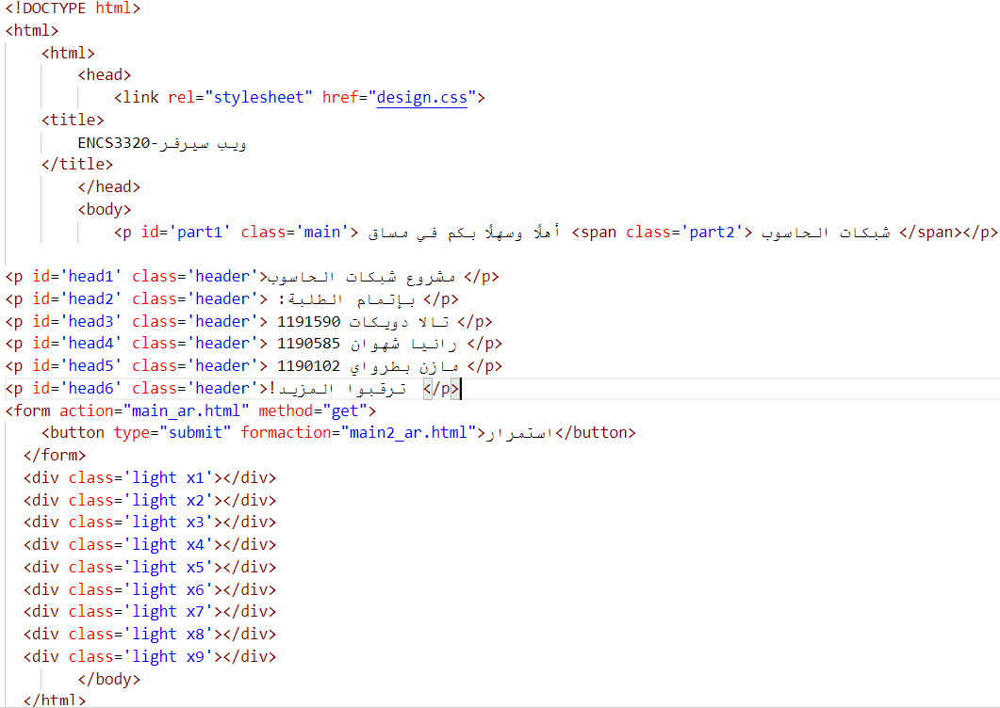 <!DOCTYPE html>
<html>
<html>
<head>
<link rel="stylesheet" href="design.css">
<title>
ENCS3320-ويب سيرفر
</title>
</head>
<body>
<p id='part1' class='main'> أهلًا وسهلًا بكم في مساق <span class='part2'> شبكات الحاسوب </span></p>
<p id='head1' class='header'>مشروع شبكات الحاسوب </p>
<p id='head2' class='header'> بإتمام الطلبة: </p>
<p id='head3' class='header'> 1191590 تالا دويكات </p>
<p id='head4' class='header'> 1190585 رانيا شهوان </p>
<p id='head5' class='header'> 1190102 مازن بطرواي </p>
<p id='head6' class='header'>ترقبوا المزيد! </p>
<form action="main_ar.html" method="get">
<button type="submit" formaction="main2_ar.html">استمرار</button>
</form>
<div class='light x1'></div>
<div class='light x2'></div>
<div class='light x3'></div>
<div class='light x4'></div>
<div class='light x5'></div>
<div class='light x6'></div>
<div class='light x7'></div>
<div class='light x8'></div>
<div class='light x9'></div>
</body>
</html>